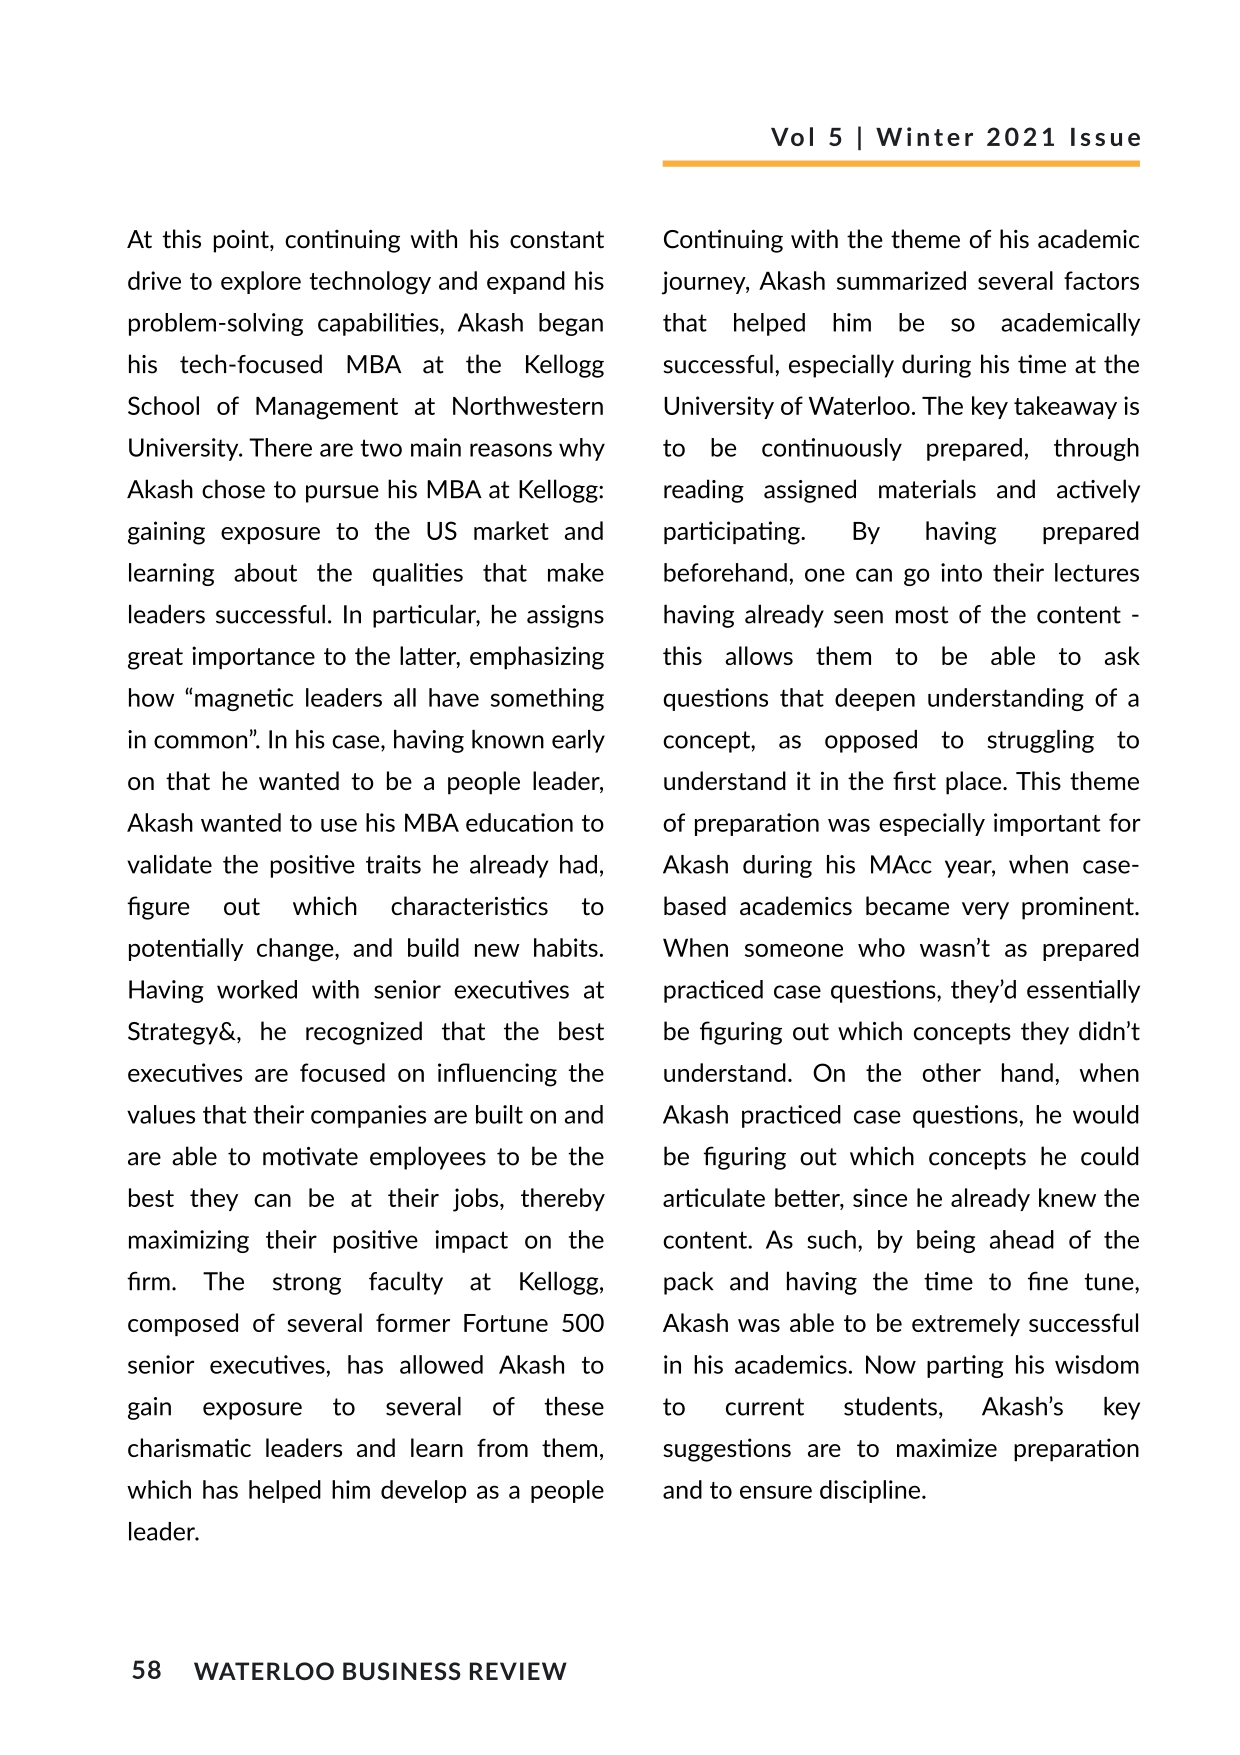 Vol 5 | Winter 2021 Issue
At this point, continuing with his constant
drive to explore technology and expand his
problem-solving capabilities, Akash began
his tech-focused MBA at the Kellogg
School of Management at Northwestern
University. There are two main reasons why
Akash chose to pursue his MBA at Kellogg:
gaining exposure to the US market and
learning about the qualities that make
leaders successful. In particular, he assigns
great importance to the latter, emphasizing
how “magnetic leaders all have something
in common”. In his case, having known early
on that he wanted to be a people leader,
Akash wanted to use his MBA education to
validate the positive traits he already had,
figure out which characteristics to
potentially change, and build new habits.
Having worked with senior executives at
Strategy&, he recognized that the best
executives are focused on influencing the
values that their companies are built on and
are able to motivate employees to be the
best they can be at their jobs, thereby
maximizing their positive impact on the
firm. The strong faculty at Kellogg,
composed of several former Fortune 500
senior executives, has allowed Akash to
gain exposure to several of these
charismatic leaders and learn from them,
which has helped him develop as a people
leader.
Continuing with the theme of his academic
journey, Akash summarized several factors
that helped him be so academically
successful, especially during his time at the
University of Waterloo. The key takeaway is
to be continuously prepared, through
reading assigned materials and actively
participating. By having prepared
beforehand, one can go into their lectures
having already seen most of the content -
this allows them to be able to ask
questions that deepen understanding of a
concept, as opposed to struggling to
understand it in the first place. This theme
of preparation was especially important for
Akash during his MAcc year, when case-
based academics became very prominent.
When someone who wasn’t as prepared
practiced case questions, they’d essentially
be figuring out which concepts they didn’t
understand. On the other hand, when
Akash practiced case questions, he would
be figuring out which concepts he could
articulate better, since he already knew the
content. As such, by being ahead of the
pack and having the time to fine tune,
Akash was able to be extremely successful
in his academics. Now parting his wisdom
to current students, Akash’s key
suggestions are to maximize preparation
and to ensure discipline.
58 WATERLOO BUSINESS REVIEW